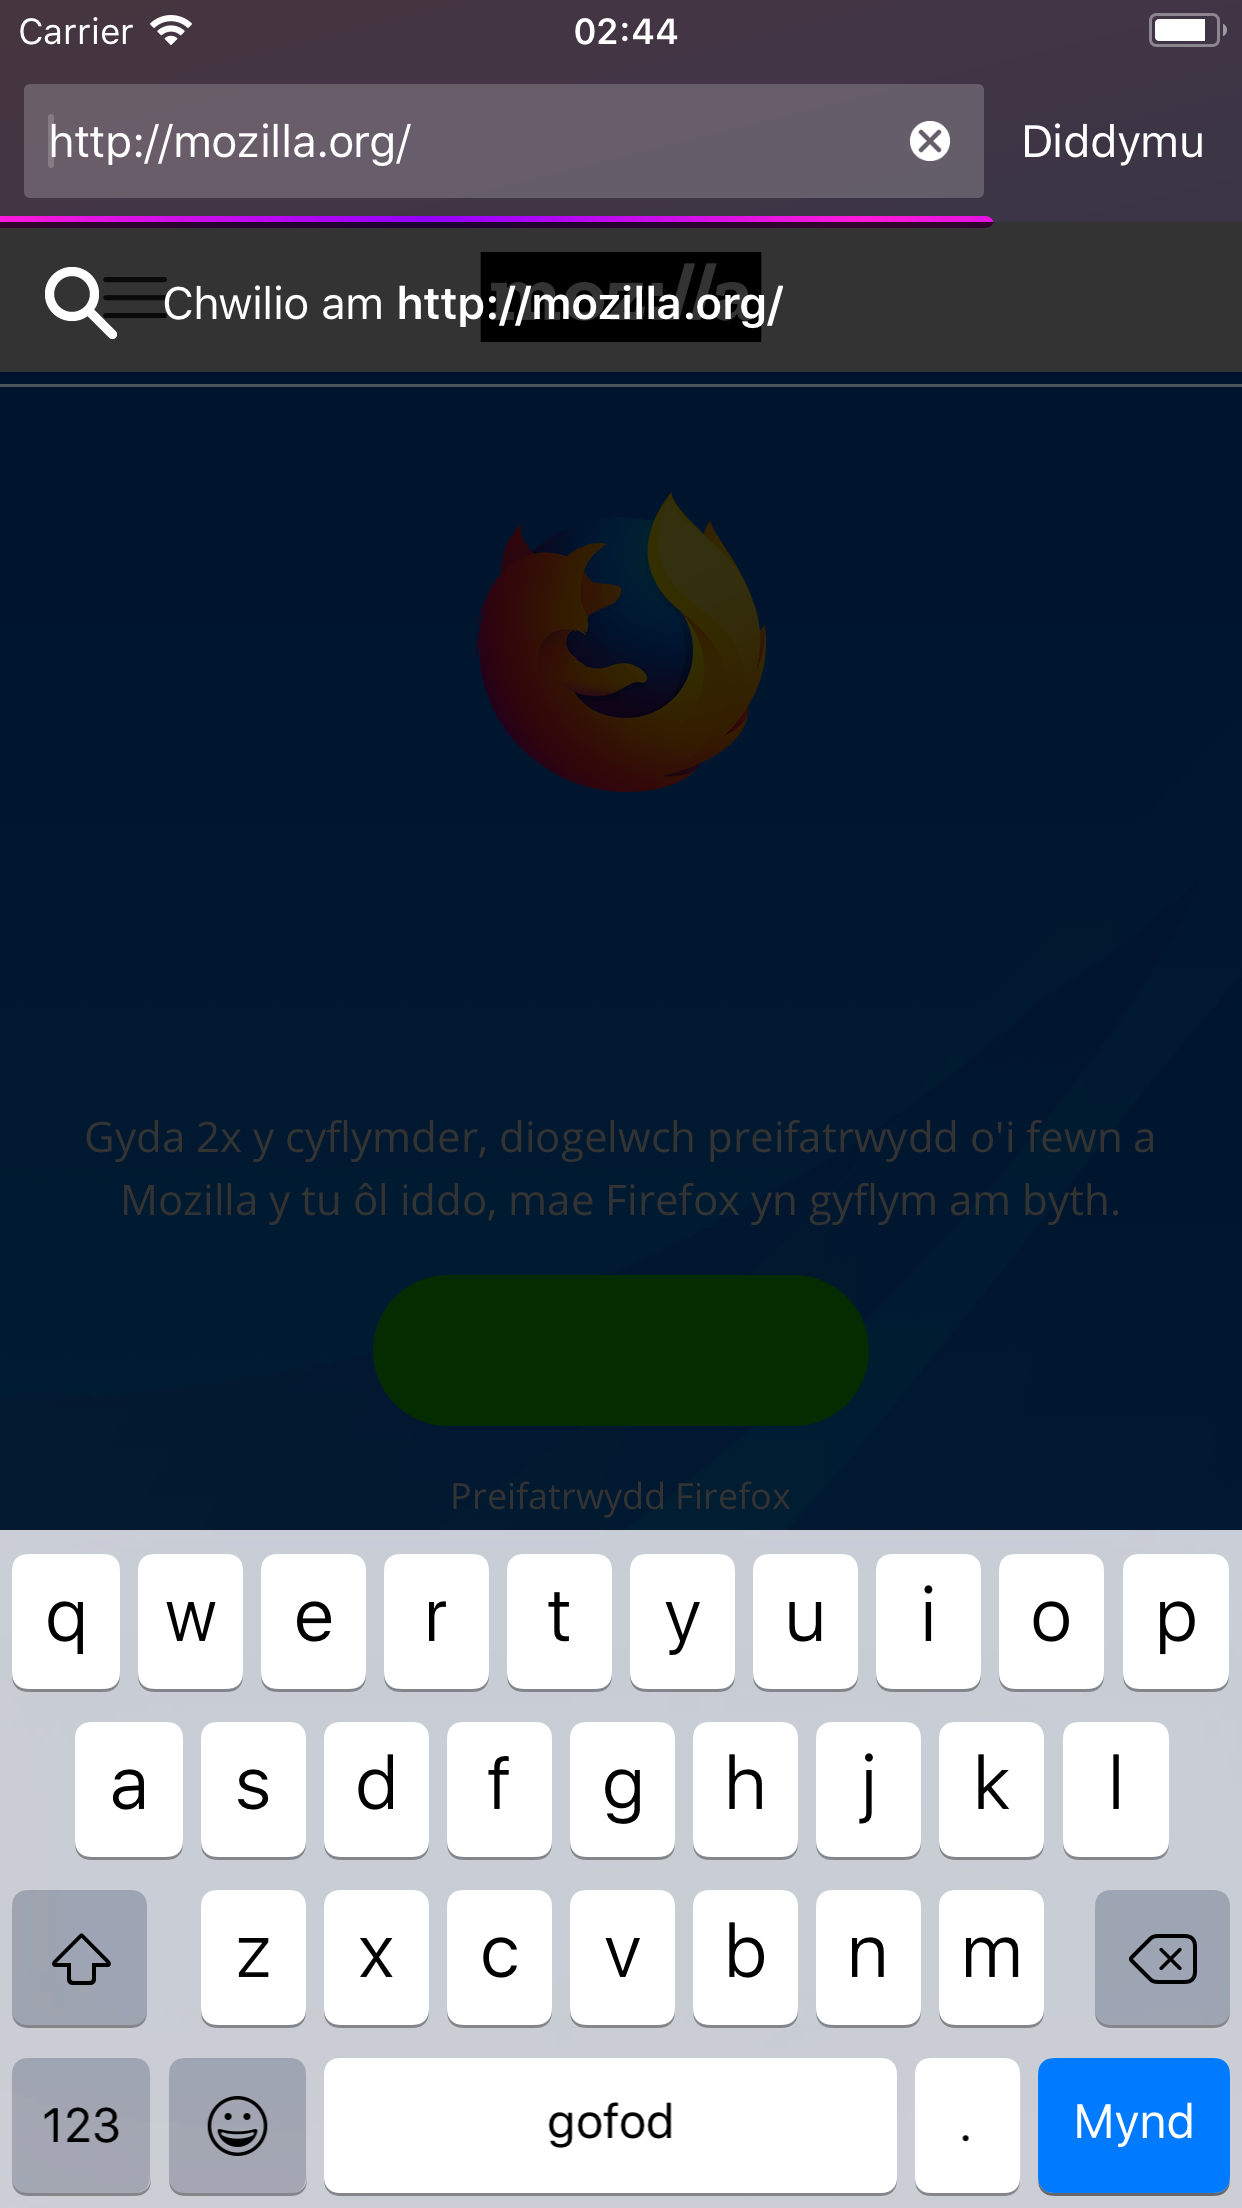 Carrier 02:44
http://mozilla.org/ Diddymu
mozilla
Chwilio am http://mozilla.org/
Gyda 2x y cyflymder, diogelwch preifatrwydd o'i fewn a
Mozilla y tu ôl iddo, mae Firefox yn gyflym am byth.
Preifatrwydd Firefox
q w e r t y u i o p
a s d f g h j k l
z x c v b n m
123 gofod . Mynd